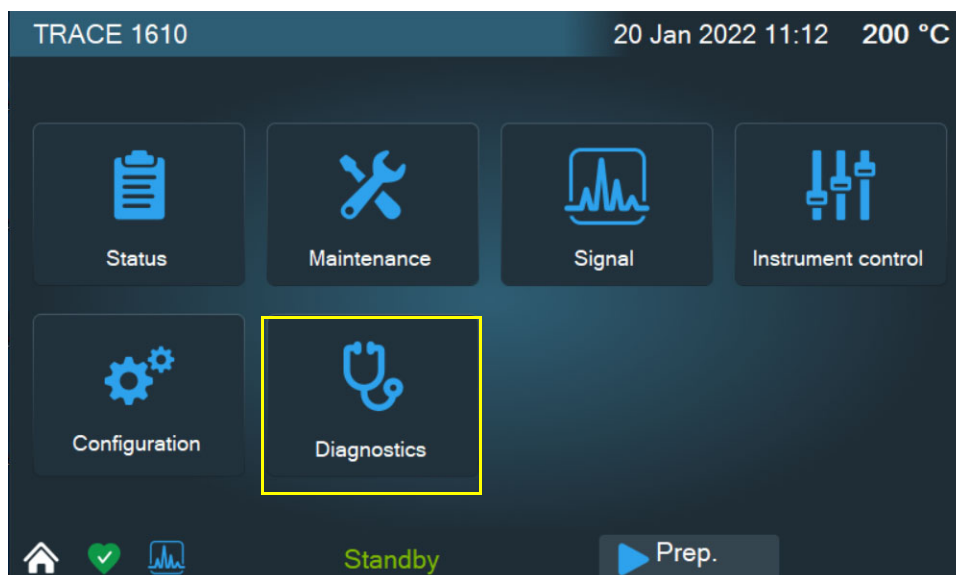 TRACE 1610 20 Jan 2022 11:12 200 °C
Status Maintenance Signal Instrument control
Configuration Diagnostics
Standby Prep.